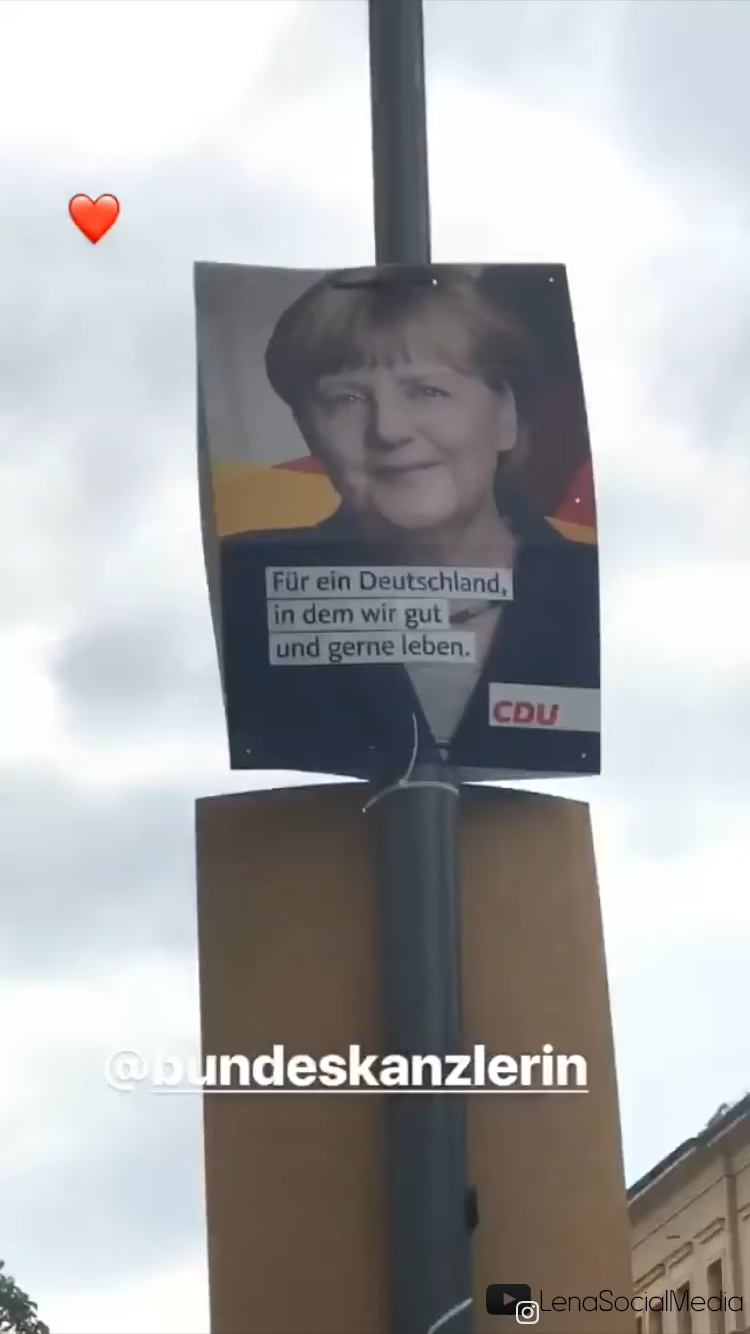 Für ein Deutschland,
in dem wir gut
und gerne leben.
CDU
@bundeskanzlerin
LenaSocialMedia